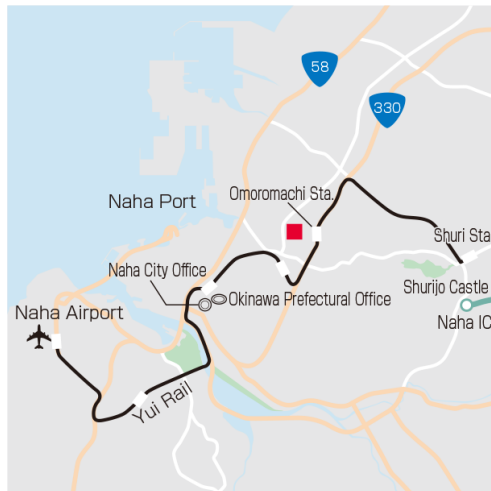 58
330
Omoromachi Sta.
Naha Port
Shuri Sta
Naha City Office
Shurijo Castle
Okinawa Prefectural Office
Naha Airport
Naha IC
Yui Rail